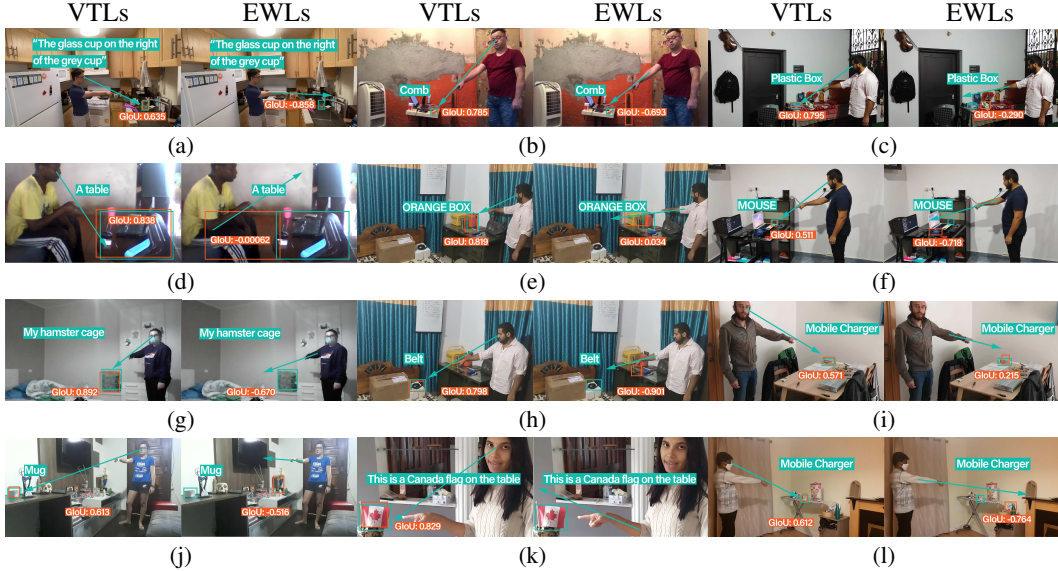 VTLs EWLs VTLs EWLs VTLs EWLs
"The glass cup on the right
of the grey cup"
GIoU: 0.635
"The glass cup on the right
of the grey cup"
GIoU: -0.858
Comb
GIoU: 0.785
Comb
GIoU: -0.693
Plastic Box
GIoU: 0.795
Plastic Box
GIoU: -0.290
(a) (b) (c)
A table
GIoU: 0.838
A table
GIoU: -0.00062
ORANGE BOX
GIoU: 0.819
ORANGE BOX
GIoU: 0.034
MOUSE
GIoU: 0.511
MOUSE
GIoU: -0.718
(d) (e) (f)
My hamster cage
GIoU: 0.892
My hamster cage
GIoU: -0.670
Belt
GIoU: 0.798
Belt
GIoU: -0.901
Mobile Charger
GIoU: 0.571
Mobile Charger
GIoU: 0.215
(g) (h) (i)
Mug
GIoU: 0.613
Mug
GIoU: -0.516
This is a Canada flag on the table
GIoU: 0.829
This is a Canada flag on the table
Mobile Charger
GIoU: 0.612
Mobile Charger
GIoU: -0.764
(j) (k) (l)